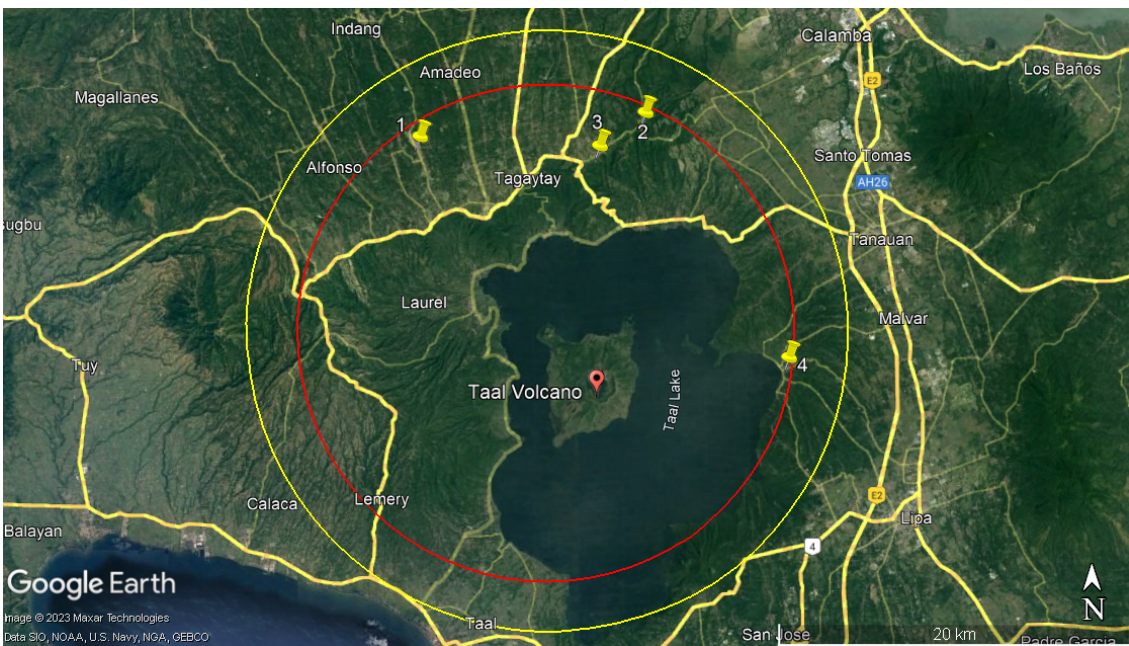 Indang
Calamba
Amadeo
Los Baños
E2
Magallanes
1
3
2
Alfonso
Santo Tomas
Tagaytay
AH26
sugbu
Tanauan
Laurel
Malvar
Tuy
4
Taal Volcano
Taal Lake
Calaca
Lemery
E2
Lipa
Balayan
4
Google Earth
Image © 2023 Maxar Technologies
Data SIO, NOAA, U.S. Navy, NGA, GEBCO
Taal
San Jose
20 km
Padre Garcia
N